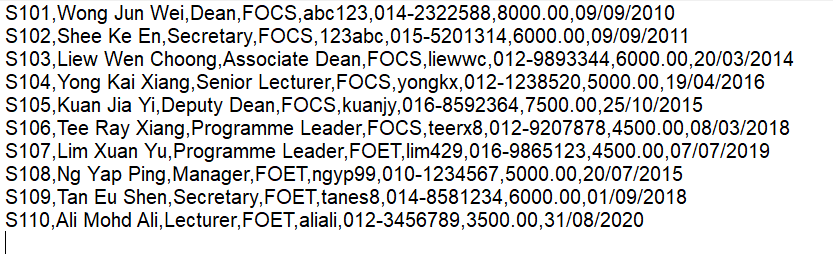 S101,Wong Jun Wei,Dean,FOCS,abc123,014-2322588,8000.00,09/09/2010
S102,Shee Ke En,Secretary,FOCS,123abc,015-5201314,6000.00,09/09/2011
S103,Liew Wen Choong,Associate Dean,FOCS,liewwc,012-9893344,6000.00,20/03/2014
S104,Yong Kai Xiang,Senior Lecturer,FOCS,yongkx,012-1238520,5000.00,19/04/2016
S105,Kuan Jia Yi,Deputy Dean,FOCS,kuanjy,016-8592364,7500.00,25/10/2015
S106,Tee Ray Xiang,Programme Leader,FOCS,teerx8,012-9207878,4500.00,08/03/2018
S107,Lim Xuan Yu,Programme Leader,FOET,lim429,016-9865123,4500.00,07/07/2019
S108,Ng Yap Ping,Manager,FOET,ngyp99,010-1234567,5000.00,20/07/2015
S109,Tan Eu Shen,Secretary,FOET,tanes8,014-8581234,6000.00,01/09/2018
S110,Ali Mohd Ali,Lecturer,FOET,aliali,012-3456789,3500.00,31/08/2020